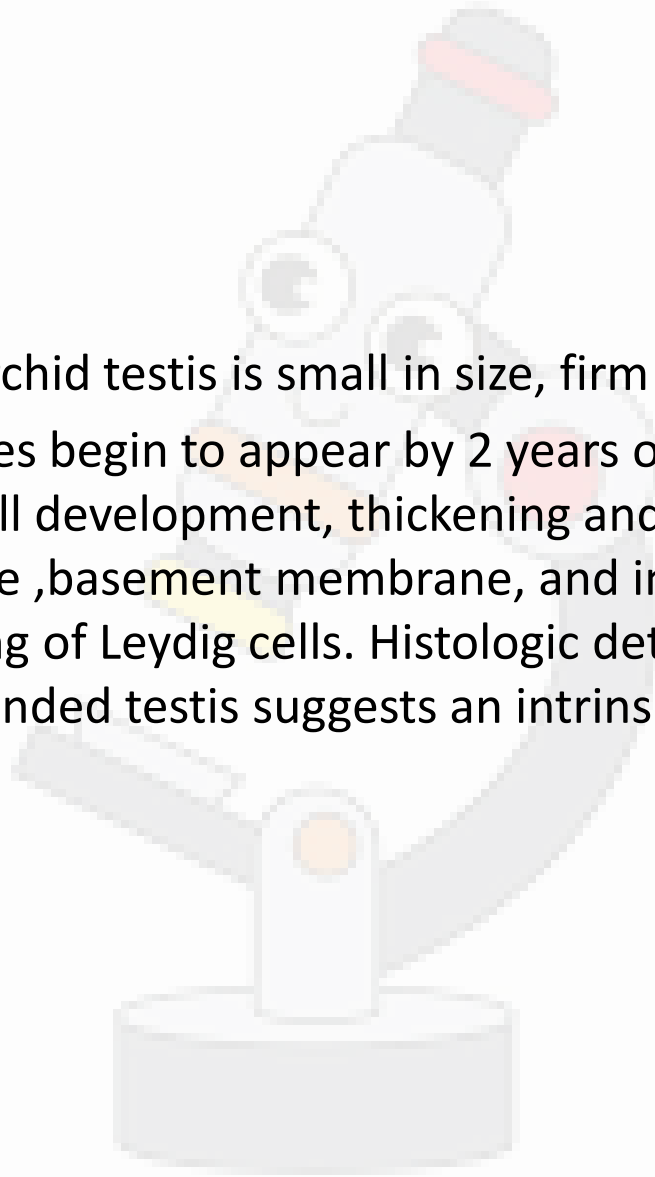 chid testis is small in size, firm
es begin to appear by 2 years o
ll development, thickening and
e ,basement membrane, and in
ng of Leydig cells. Histologic det
nded testis suggests an intrins